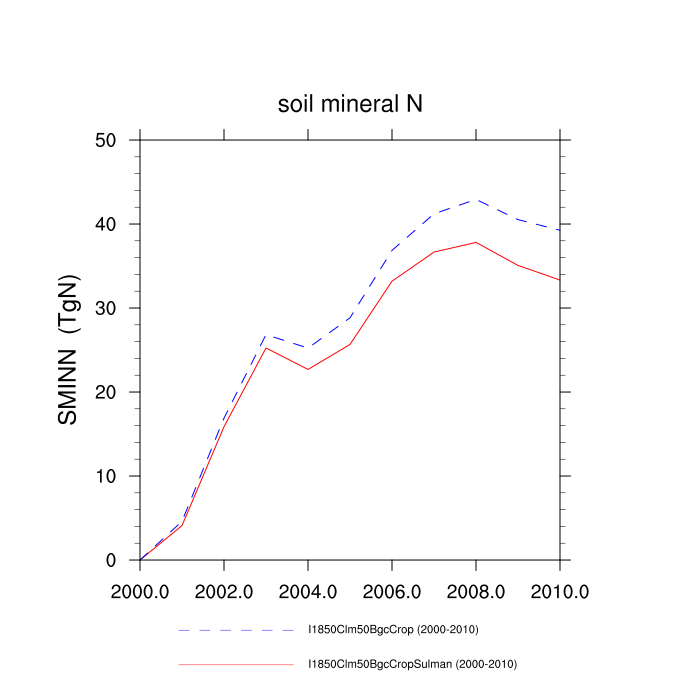 soil mineral N
50
40
30
20
10
0
SMINN (TgN)
2000.0 2002.0 2004.0 2006.0 2008.0 2010.0
I1850Clm50BgcCrop (2000-2010)
I1850Clm50BgcCropSulman (2000-2010)